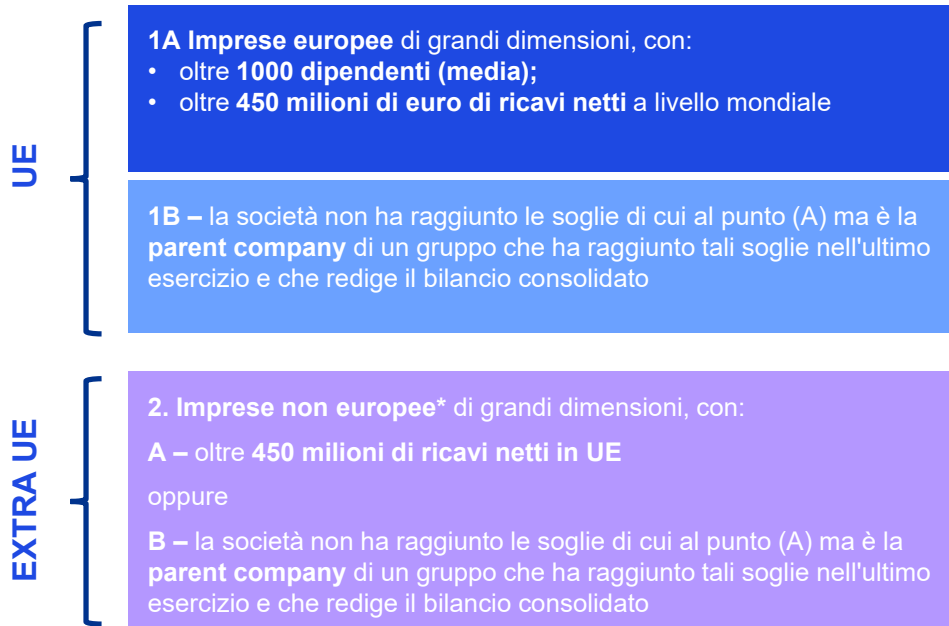 UE
1A Imprese europee di grandi dimensioni, con:
• oltre 1000 dipendenti (media);
• oltre 450 milioni di euro di ricavi netti a livello mondiale
1B – la società non ha raggiunto le soglie di cui al punto (A) ma è la
parent company di un gruppo che ha raggiunto tali soglie nell'ultimo
esercizio e che redige il bilancio consolidato
EXTRA UE
2. Imprese non europee* di grandi dimensioni, con:
A – oltre 450 milioni di ricavi netti in UE
oppure
B – la società non ha raggiunto le soglie di cui al punto (A) ma è la
parent company di un gruppo che ha raggiunto tali soglie nell'ultimo
esercizio e che redige il bilancio consolidato